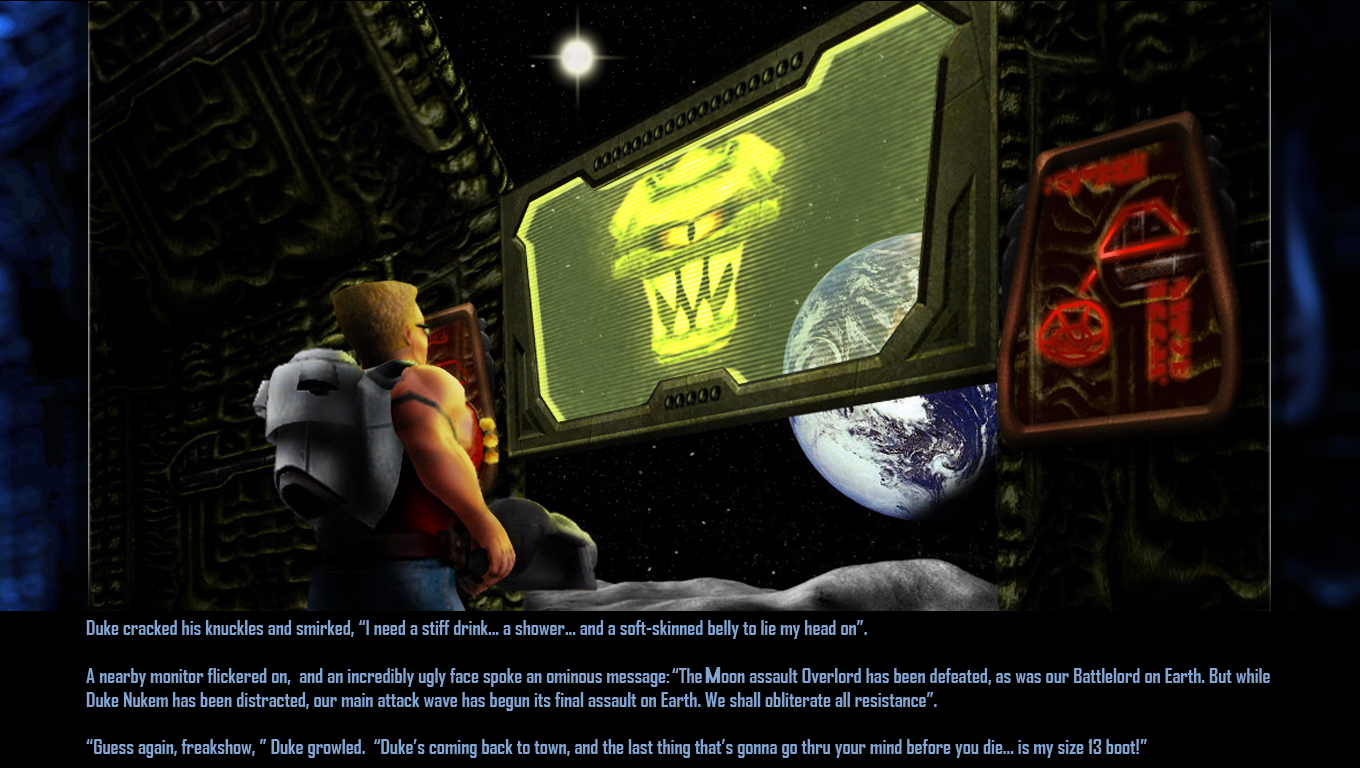 Duke cracked his knuckles and smirked, “I need a stiff drink... a shower... and a soft-skinned belly to lie my head on”.
A nearby monitor flickered on,  and an incredibly ugly face spoke an ominous message: “The Moon assault Overlord has been defeated, as was our Battlelord on Earth. But while
Duke Nukem has been distracted, our main attack wave has begun its final assault on Earth. We shall obliterate all resistance”.
“Guess again, freakshow, ” Duke growled.  “Duke’s coming back to town, and the last thing that’s gonna go thru your mind before you die... is my size 13 boot!”